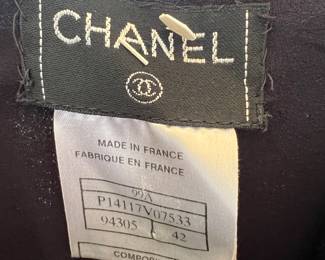 CHANEL
MADE IN FRANCE
FABRIQUE EN FRANCE
99A
P14117V07533
94305 42